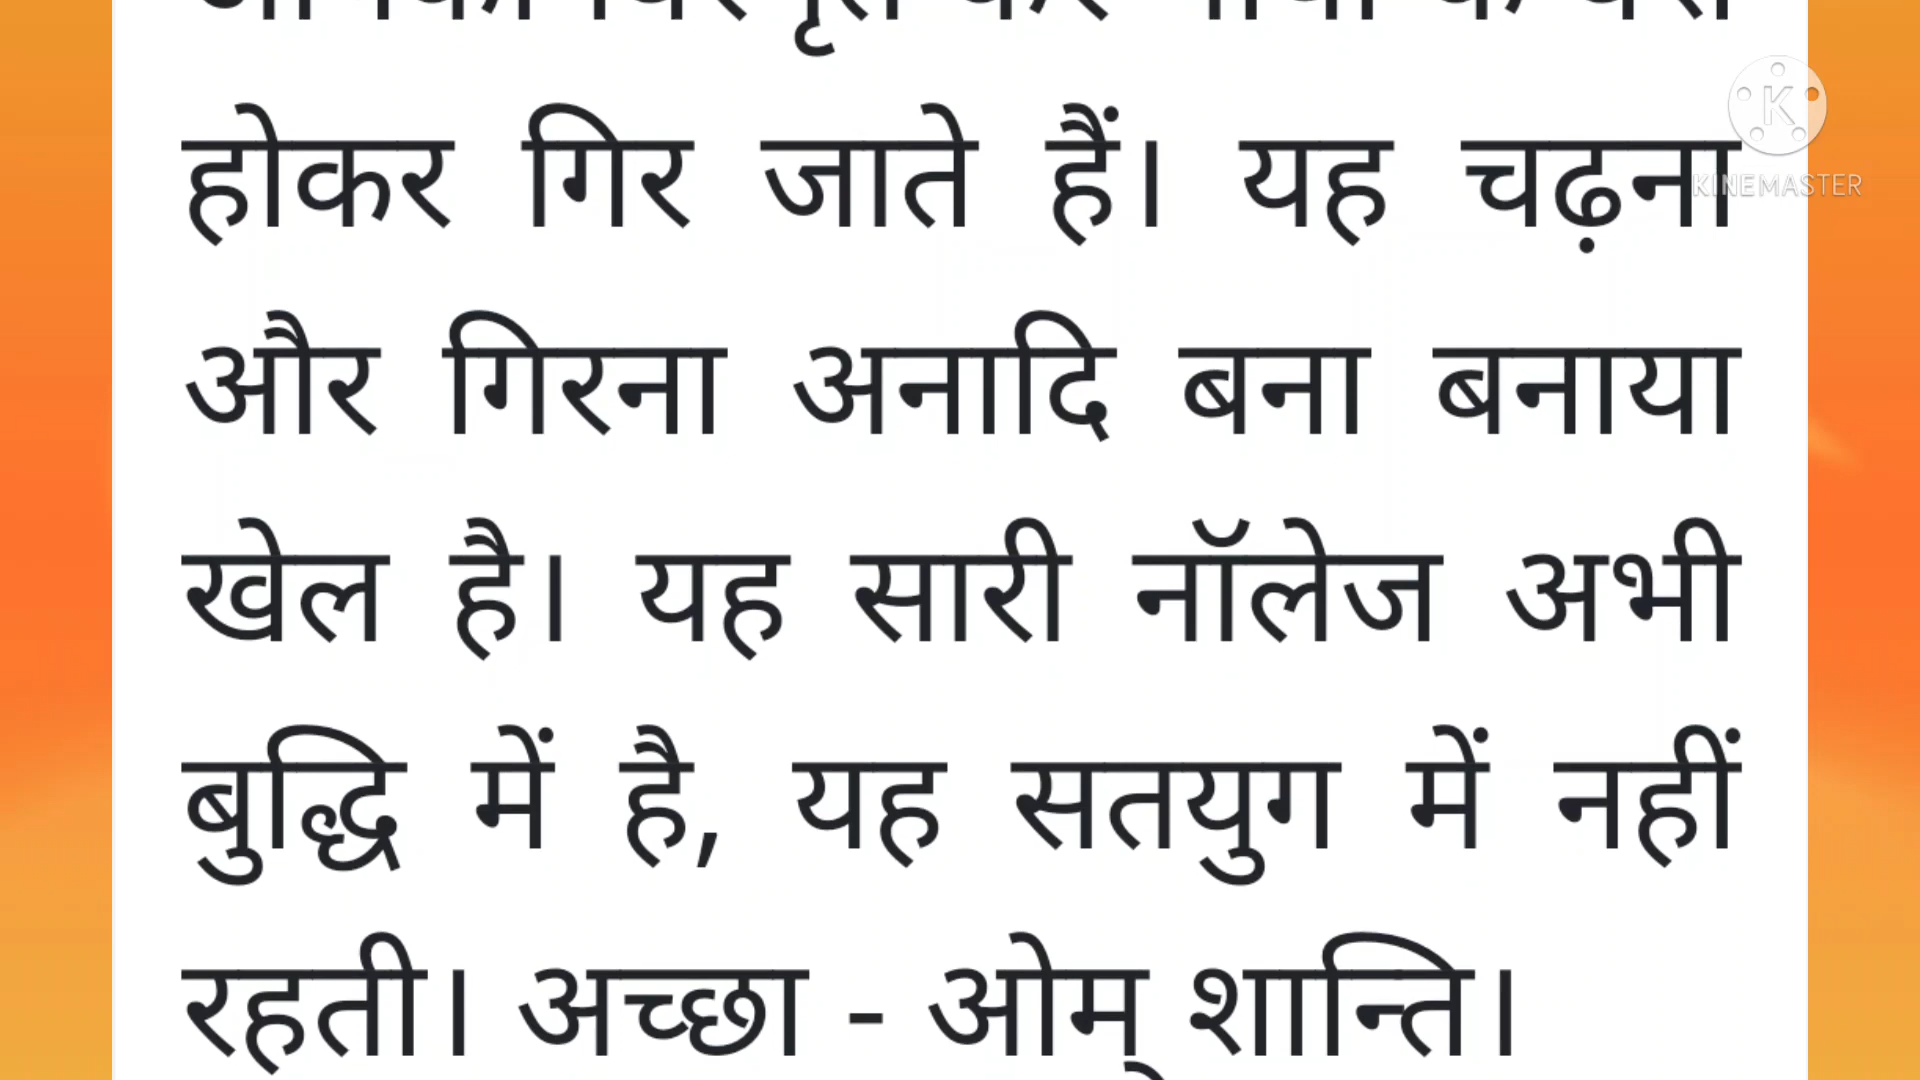 होकर गिर जाते हैं। यह चढ़ना
और गिरना अनादि बना बनाया
खेल है। यह सारी नॉलेज अभी
बुद्धि में है, यह सतयुग में नहीं
रहती। अच्छा - ओम् शान्ति।
KINEMASTER